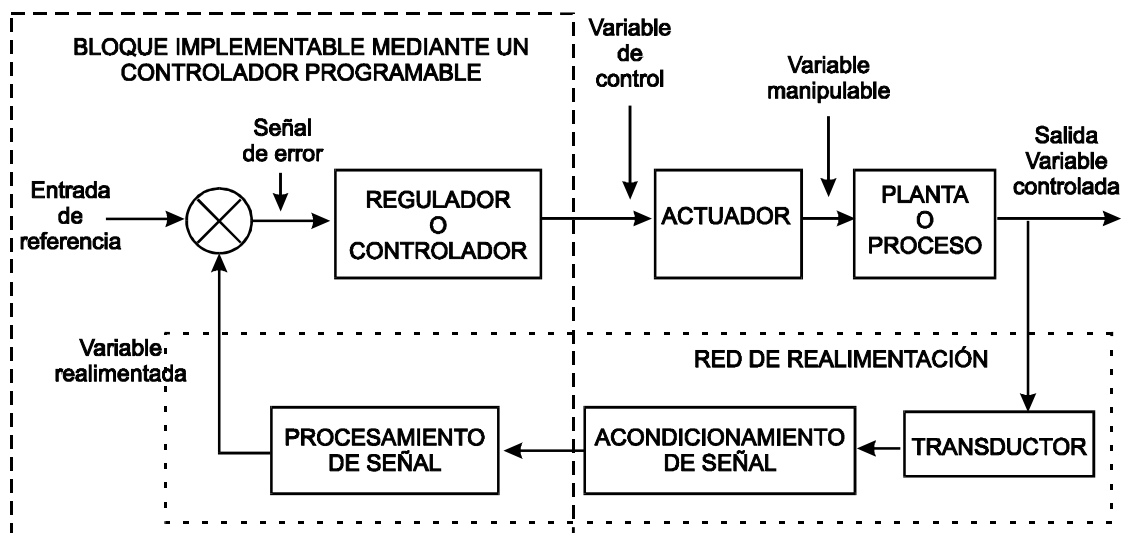 BLOQUE IMPLEMENTABLE MEDIANTE UN
CONTROLADOR PROGRAMABLE
Variable
de
control
Variable
manipulable
Señal
de error
Salida
Variable
controlada
Entrada
de
referencia
REGULADOR
O
CONTROLADOR
ACTUADOR
PLANTA
O
PROCESO
Variable
realimentada
RED DE REALIMENTACIÓN
PROCESAMIENTO
DE SEÑAL
ACONDICIONAMIENTO
DE SEÑAL
TRANSDUCTOR